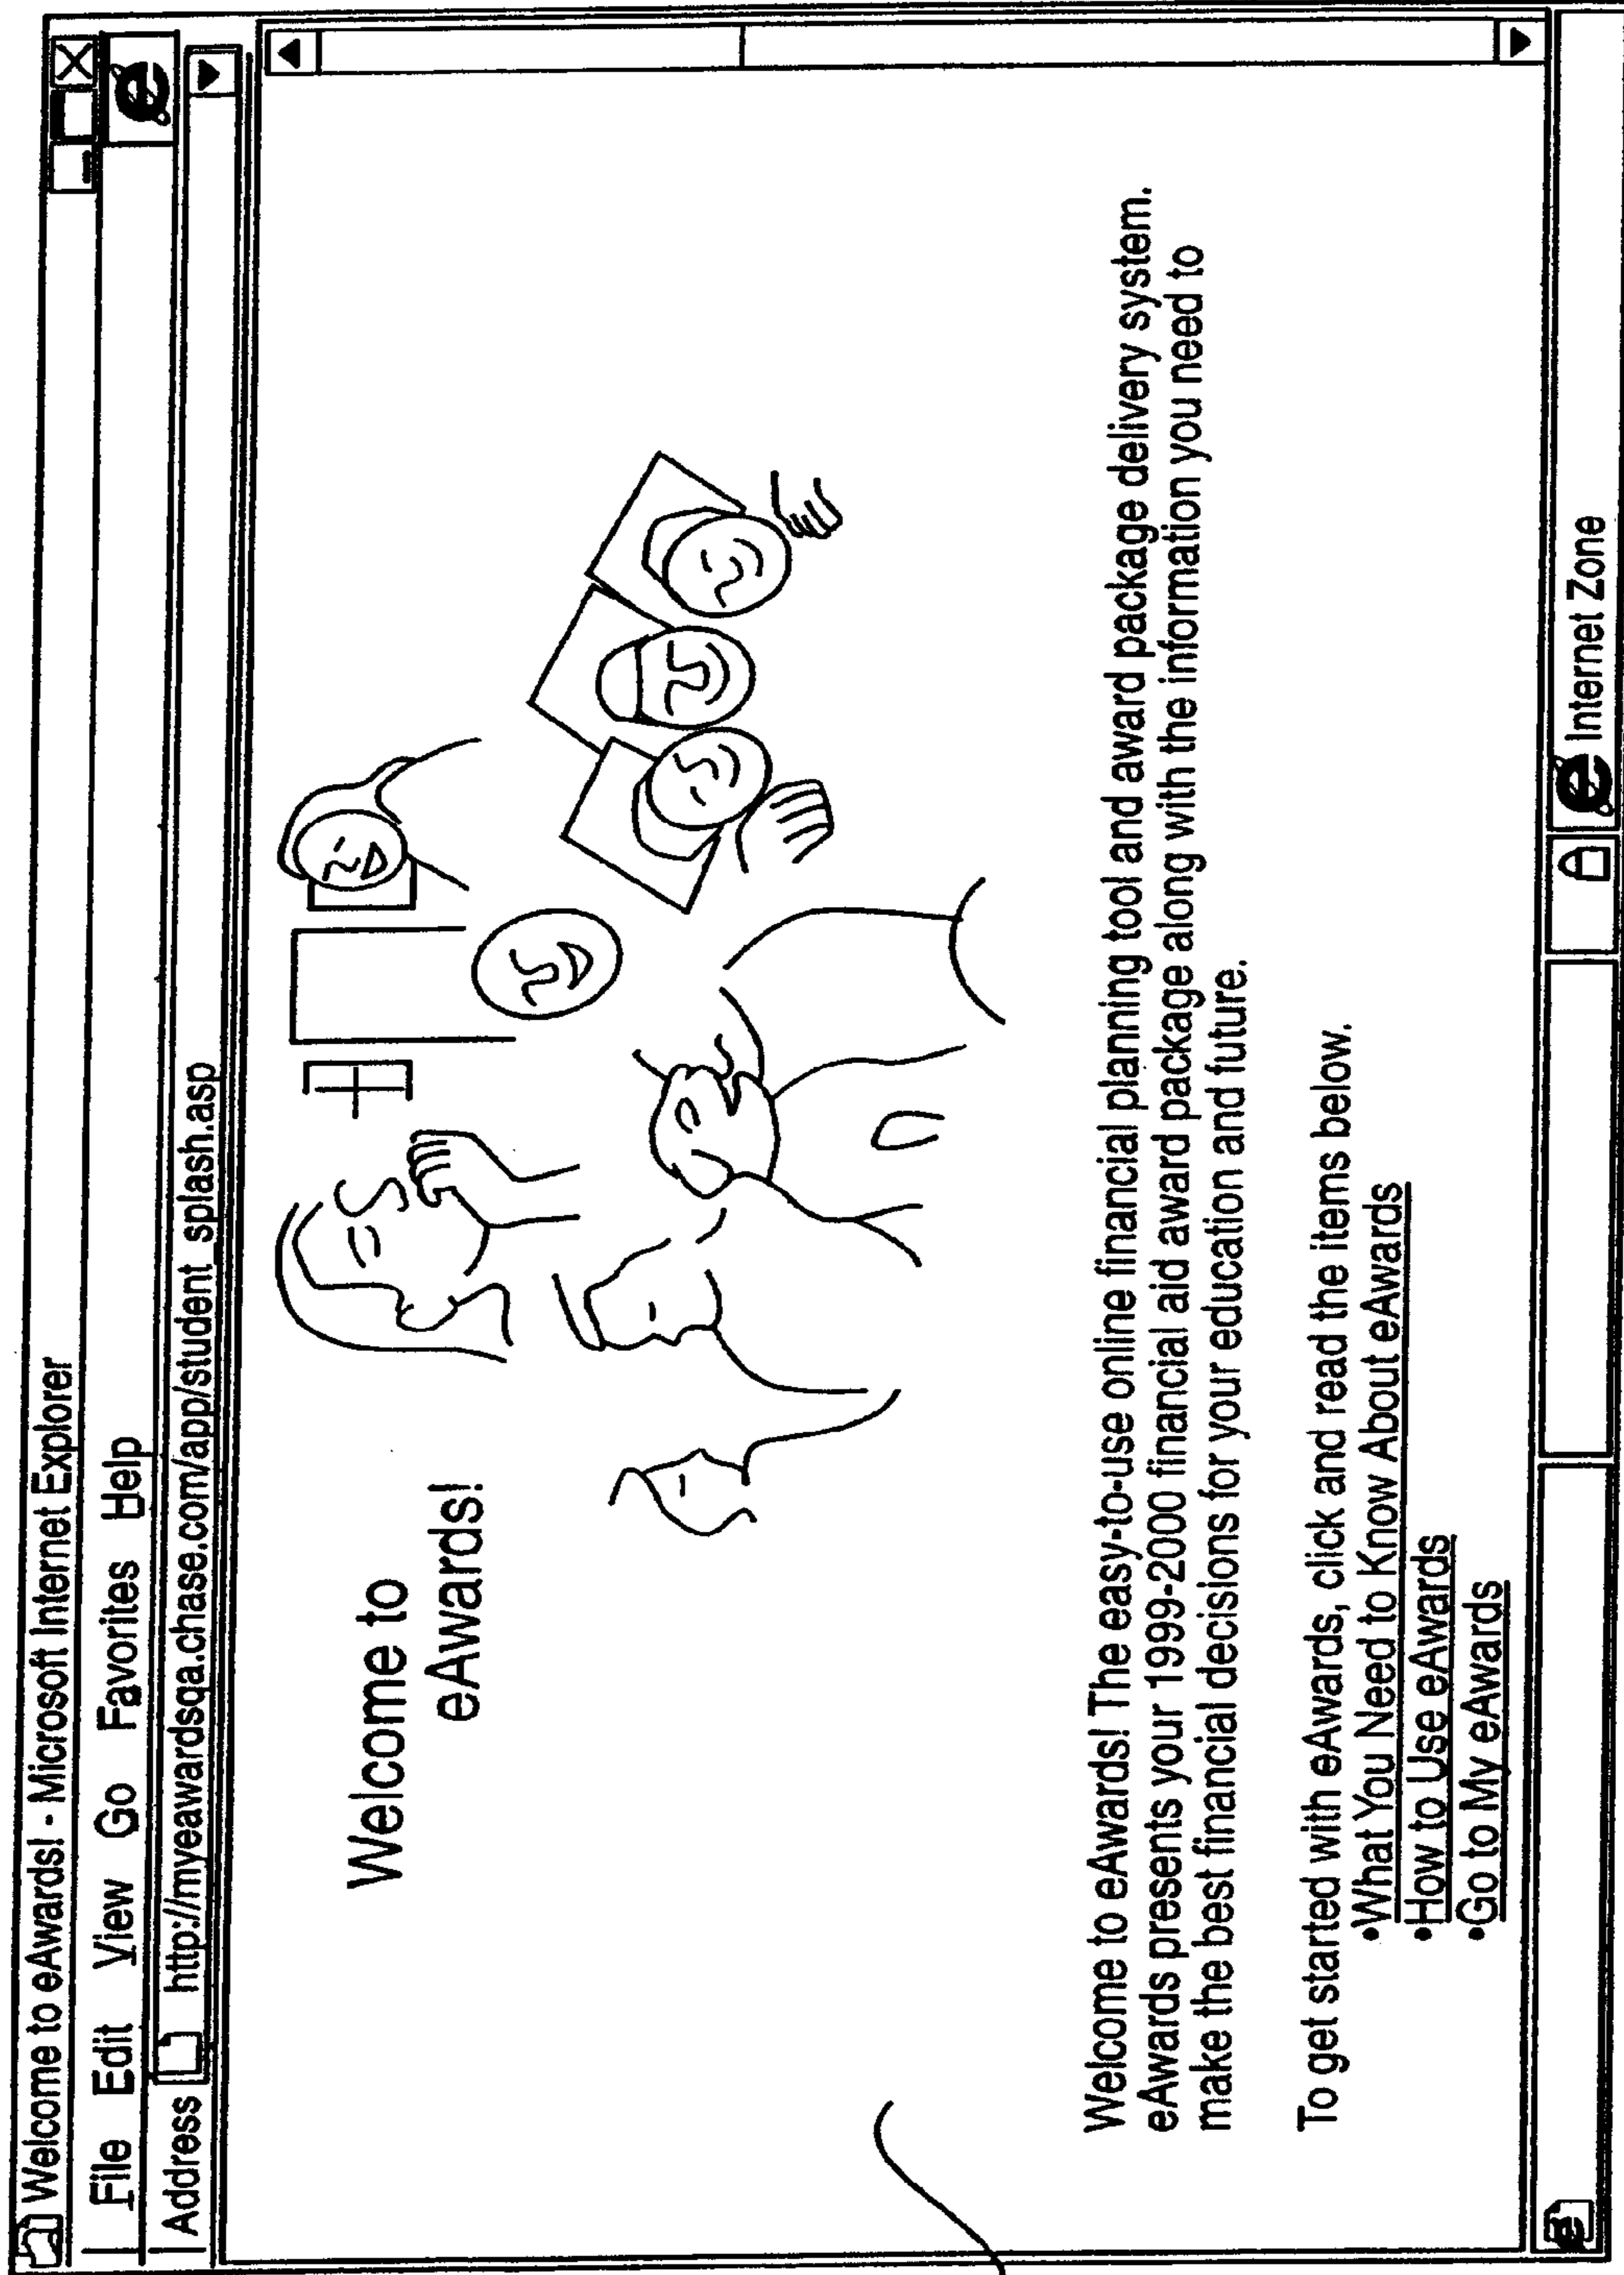 Welcome to eAwards! - Microsoft Internet Explorer
File Edit View Go Favorites Help
Address http://myeawardsqa.chase.com/app/student_splash.asp
Welcome to
eAwards!
Welcome to eAwards! The easy-to-use online financial planning tool and award package delivery system.
eAwards presents your 1999-2000 financial aid award package along with the information you need to
make the best financial decisions for your education and future.
To get started with eAwards, click and read the items below.
•What You Need to Know About eAwards
•How to Use eAwards
•Go to My eAwards
Internet Zone